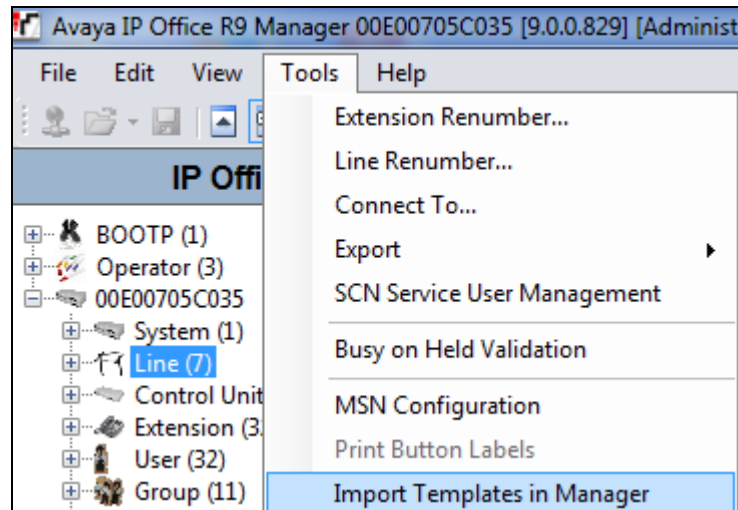 Avaya IP Office R9 Manager 00E00705C035 [9.0.0.829] [Administ
File Edit View Tools Help
IP Offi
BOOTP (1)
Operator (3)
00E00705C035
System (1)
Line (7)
Control Unit
Extension (3
User (32)
Group (11)
Extension Renumber...
Line Renumber...
Connect To...
Export
SCN Service User Management
Busy on Held Validation
MSN Configuration
Print Button Labels
Import Templates in Manager